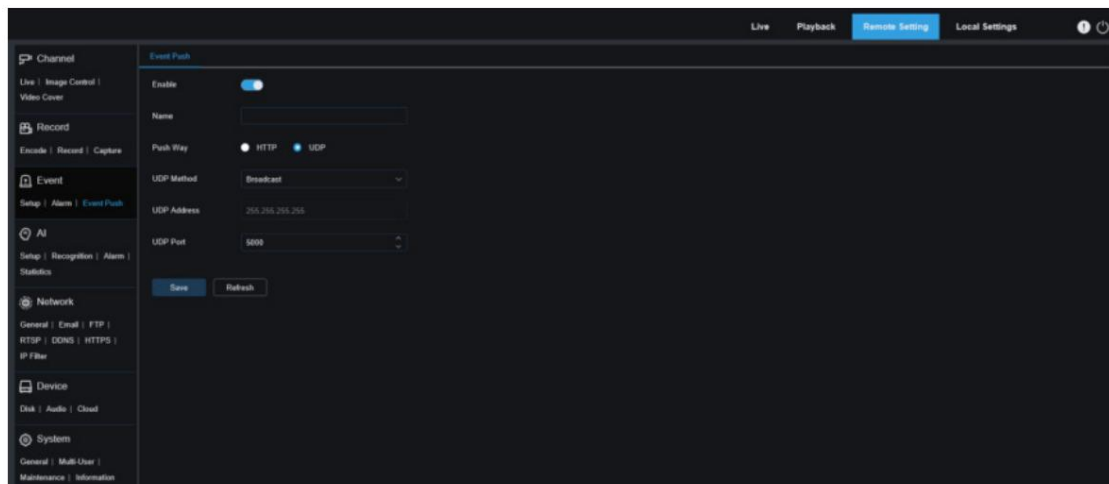 Live Playback Remote Setting Local Settings
Channel
Live | Image Control |
Video Cover
Record
Encode | Record | Capture
Event
Setup | Alarm | Event Push
AI
Setup | Recognition | Alarm |
Statistics
Network
General | Email | FTP |
RTSP | DDNS | HTTPS |
IP Filter
Device
Disk | Audio | Cloud
System
General | Multi-User |
Maintenance | Information
Event Push
Enable
Name
Push Way HTTP UDP
UDP Method Broadcast
UDP Address 255.255.255.255
UDP Port 5000
Save Refresh